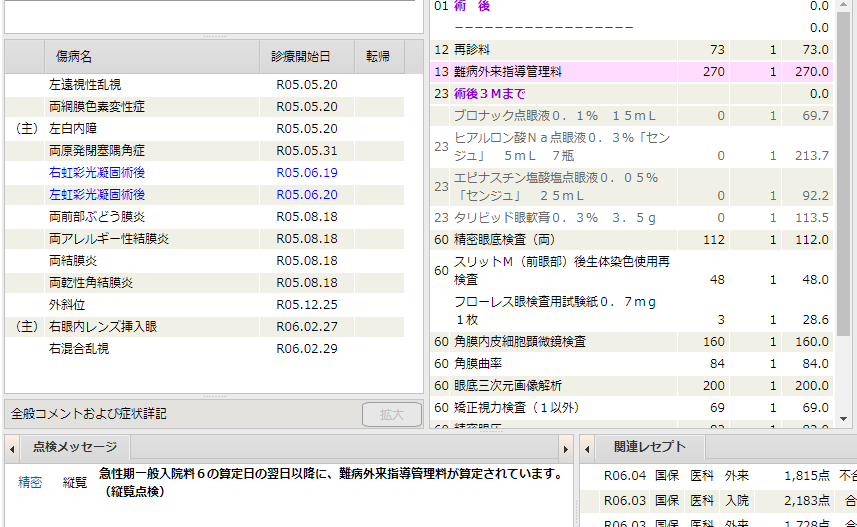 傷病名 診療開始日 転帰
左遠視性乱視 R05.05.20
両網膜色素変性症 R05.05.20
（主） 左白内障 R05.05.20
両原発閉塞隅角症 R05.05.31
右虹彩光凝固術後 R05.06.19
左虹彩光凝固術後 R05.06.20
両前部ぶどう膜炎 R05.08.18
両アレルギー性結膜炎 R05.08.18
両結膜炎 R05.08.18
両乾性角結膜炎 R05.08.18
外斜位 R05.12.25
（主） 右眼内レンズ挿入眼 R06.02.27
右混合乱視 R06.02.29
全般コメントおよび症状詳記 拡大
01 術　後 0.0
ーーーーーーーーーーーーーーーーーー 0.0
12 再診料 73 1 73.0
13 難病外来指導管理料 270 1 270.0
23 術後３Ｍまで 0.0
ブロナック点眼液０．１％　１５ｍＬ 0 1 69.7
23 ヒアルロン酸Ｎａ点眼液０．３％「セン
ジュ」　５ｍＬ　７瓶 0 1 213.7
23 エピナスチン塩酸塩点眼液０．０５％
「センジュ」　２５ｍＬ 0 1 92.2
23 タリビッド眼軟膏０．３％　３．５ｇ 0 1 113.5
60 精密眼底検査（両） 112 1 112.0
60 スリットＭ（前眼部）後生体染色使用再
検査 48 1 48.0
フローレス眼検査用試験紙０．７ｍｇ
１枚 3 1 28.6
60 角膜内皮細胞顕微鏡検査 160 1 160.0
60 角膜曲率 84 1 84.0
60 眼底三次元画像解析 200 1 200.0
60 矯正視力検査（１以外） 69 1 69.0
点検メッセージ
精密 縦覧 急性期一般入院料６の算定日の翌日以降に、難病外来指導管理料が算定されています。
（縦覧点検）
関連レセプト
R06.04 国保 医科 外来 1,815点 不合
R06.03 国保 医科 入院 2,183点 合
R06.03 国保 医科 外来 1,728点 合